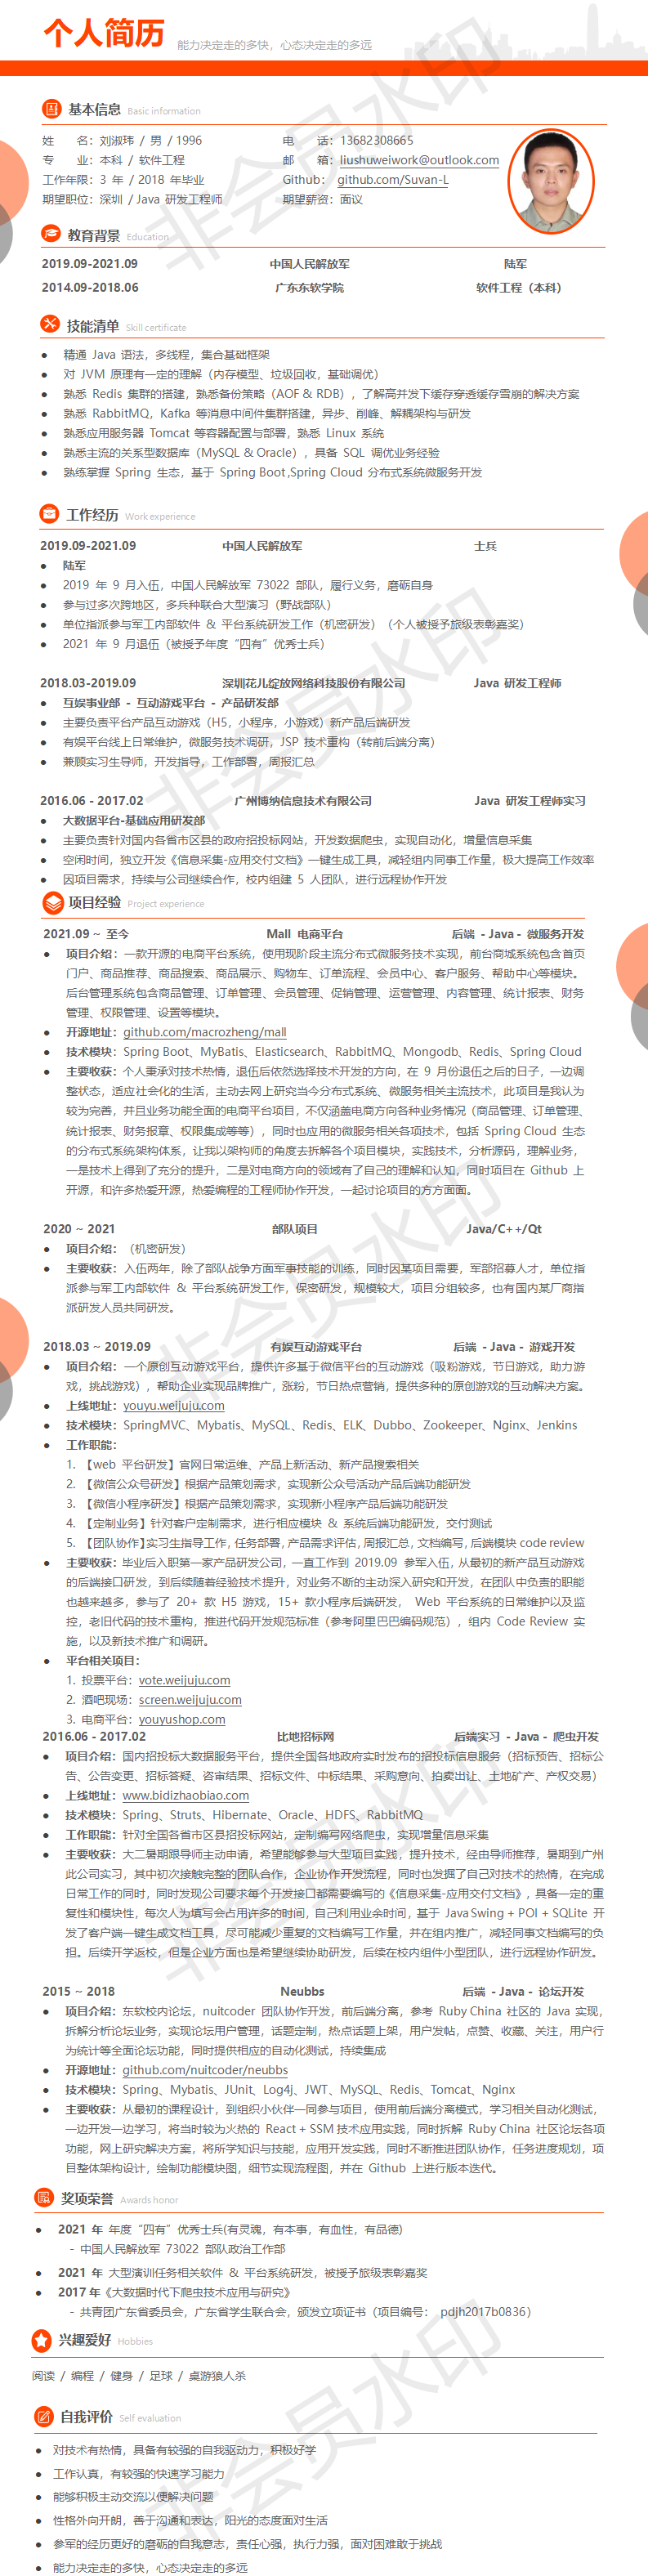 个人简历 能力决定走的多快，心态决定走的多远
基本信息 Basic information
姓 名：刘淑玮 / 男 / 1996 电 话：13682308665
专 业：本科 / 软件工程 邮 箱：liushuweiwork@outlook.com
工作年限：3 年 / 2018 年毕业 Github： github.com/Suvan-L
期望职位：深圳 / Java 研发工程师 期望薪资：面议
教育背景 Education
2019.09-2021.09 中国人民解放军 陆军
2014.09-2018.06 广东东软学院 软件工程（本科）
技能清单 Skill certificate
● 精通 Java 语法，多线程，集合基础框架
● 对 JVM 原理有一定的理解（内存模型、垃圾回收，基础调优）
● 熟悉 Redis 集群的搭建，熟悉备份策略（AOF & RDB），了解高并发下缓存穿透缓存雪崩的解决方案
● 熟悉 RabbitMQ，Kafka 等消息中间件集群搭建，异步、削峰、解耦架构与研发
● 熟悉应用服务器 Tomcat 等容器配置与部署，熟悉 Linux 系统
● 熟悉主流的关系型数据库（MySQL & Oracle），具备 SQL 调优业务经验
● 熟练掌握 Spring 生态，基于 Spring Boot ,Spring Cloud 分布式系统微服务开发
工作经历 Work experience
2019.09-2021.09 中国人民解放军 士兵
● 陆军
● 2019 年 9 月入伍，中国人民解放军 73022 部队，履行义务，磨砺自身
● 参与过多次跨地区，多兵种联合大型演习（野战部队）
● 单位指派参与军工内部软件 & 平台系统研发工作（机密研发）（个人被授予旅级表彰嘉奖）
● 2021 年 9 月退伍（被授予年度“四有”优秀士兵）
2018.03-2019.09 深圳花儿绽放网络科技股份有限公司 Java 研发工程师
● 互娱事业部 - 互动游戏平台 - 产品研发部
● 主要负责平台产品互动游戏（H5，小程序，小游戏）新产品后端研发
● 有娱平台线上日常维护，微服务技术调研，JSP 技术重构（转前后端分离）
● 兼顾实习生导师，开发指导，工作部署，周报汇总
2016.06 - 2017.02 广州博纳信息技术有限公司 Java 研发工程师实习
● 大数据平台-基础应用研发部
● 主要负责针对国内各省市区县的政府招投标网站，开发数据爬虫，实现自动化，增量信息采集
● 空闲时间，独立开发《信息采集-应用交付文档》一键生成工具，减轻组内同事工作量，极大提高工作效率
● 因项目需求，持续与公司继续合作，校内组建 5 人团队，进行远程协作开发
项目经验 Project experience
2021.09 ~ 至今 Mall 电商平台 后端 - Java - 微服务开发
● 项目介绍：一款开源的电商平台系统，使用现阶段主流分布式微服务技术实现，前台商城系统包含首页
门户、商品推荐、商品搜索、商品展示、购物车、订单流程、会员中心、客户服务、帮助中心等模块。
后台管理系统包含商品管理、订单管理、会员管理、促销管理、运营管理、内容管理、统计报表、财务
管理、权限管理、设置等模块。
● 开源地址：github.com/macrozheng/mall
● 技术模块：Spring Boot、MyBatis、Elasticsearch、RabbitMQ、Mongodb、Redis、Spring Cloud
● 主要收获：个人秉承对技术热情，退伍后依然选择技术开发的方向，在 9 月份退伍之后的日子，一边调
整状态，适应社会化的生活，主动去网上研究当今分布式系统、微服务相关主流技术，此项目是我认为
较为完善，并且业务功能全面的电商平台项目，不仅涵盖电商方向各种业务情况（商品管理、订单管理、
统计报表、财务报章、权限集成等等），同时也应用的微服务相关各项技术，包括 Spring Cloud 生态
的分布式系统架构体系，让我以架构师的角度去拆解各个项目模块，实践技术，分析源码，理解业务，
一是技术上得到了充分的提升，二是对电商方向的领域有了自己的理解和认知，同时项目在 Github 上
开源，和许多热爱开源，热爱编程的工程师协作开发，一起讨论项目的方方面面。
2020 ~ 2021 部队项目 Java/C++/Qt
● 项目介绍：（机密研发）
● 主要收获：入伍两年，除了部队战争方面军事技能的训练，同时因某项目需要，军部招募人才，单位指
派参与军工内部软件 & 平台系统研发工作，保密研发，规模较大，项目分组较多，也有国内某厂商指
派研发人员共同研发。
2018.03 ~ 2019.09 有娱互动游戏平台 后端 - Java - 游戏开发
● 项目介绍：一个原创互动游戏平台，提供许多基于微信平台的互动游戏（吸粉游戏，节日游戏，助力游
戏，挑战游戏），帮助企业实现品牌推广，涨粉，节日热点营销，提供多种的原创游戏的互动解决方案。
● 上线地址：youyu.weijuju.com
● 技术模块：SpringMVC、Mybatis、MySQL、Redis、ELK、Dubbo、Zookeeper、Nginx、Jenkins
● 工作职能：
1. 【web 平台研发】官网日常运维、产品上新活动、新产品搜索相关
2. 【微信公众号研发】根据产品策划需求，实现新公众号活动产品后端功能研发
3. 【微信小程序研发】根据产品策划需求，实现新小程序产品后端功能研发
4. 【定制业务】针对客户定制需求，进行相应模块 & 系统后端功能研发，交付测试
5. 【团队协作】实习生指导工作，任务部署，产品需求评估，周报汇总，文档编写，后端模块 code review
● 主要收获：毕业后入职第一家产品研发公司，一直工作到 2019.09 参军入伍，从最初的新产品互动游戏
的后端接口研发，到后续随着经验技术提升，对业务不断的主动深入研究和开发，在团队中负责的职能
也越来越多，参与了 20+ 款 H5 游戏，15+ 款小程序后端研发， Web 平台系统的日常维护以及监
控，老旧代码的技术重构，推进代码开发规范标准（参考阿里巴巴编码规范），组内 Code Review 实
施，以及新技术推广和调研。
● 平台相关项目：
1. 投票平台：vote.weijuju.com
2. 酒吧现场：screen.weijuju.com
3. 电商平台：youyushop.com
2016.06 - 2017.02 比地招标网 后端实习 - Java - 爬虫开发
● 项目介绍：国内招投标大数据服务平台，提供全国各地政府实时发布的招投标信息服务（招标预告、招标公
告、公告变更、招标答疑、咨审结果、招标文件、中标结果、采购意向、拍卖出让、土地矿产、产权交易）
● 上线地址：www.bidizhaobiao.com
● 技术模块：Spring、Struts、Hibernate、Oracle、HDFS、RabbitMQ
● 工作职能：针对全国各省市区县招投标网站，定制编写网络爬虫，实现增量信息采集
● 主要收获：大二暑期跟导师主动申请，希望能够参与大型项目实践，提升技术，经由导师推荐，暑期到广州
此公司实习，其中初次接触完整的团队合作，企业协作开发流程，同时也发掘了自己对技术的热情，在完成
日常工作的同时，同时发现公司要求每个开发接口都需要编写的《信息采集-应用交付文档》，具备一定的重
复性和模块性，每次人为填写会占用许多的时间，自己利用业余时间，基于 Java Swing + POI + SQLite 开
发了客户端一键生成文档工具，尽可能减少重复的文档编写工作量，并在组内推广，减轻同事文档编写的负
担。后续开学返校，但是企业方面也是希望继续协助研发，后续在校内组件小型团队，进行远程协作研发。
2015 ~ 2018 Neubbs 后端 - Java - 论坛开发
● 项目介绍：东软校内论坛，nuitcoder 团队协作开发，前后端分离，参考 Ruby China 社区的 Java 实现，
拆解分析论坛业务，实现论坛用户管理，话题定制，热点话题上架，用户发帖，点赞、收藏、关注，用户行
为统计等全面论坛功能，同时提供相应的自动化测试，持续集成
● 开源地址：github.com/nuitcoder/neubbs
● 技术模块：Spring、Mybatis、JUnit、Log4j、JWT、MySQL、Redis、Tomcat、Nginx
● 主要收获：从最初的课程设计，到组织小伙伴一同参与项目，使用前后端分离模式，学习相关自动化测试，
一边开发一边学习，将当时较为火热的 React + SSM 技术应用实践，同时拆解 Ruby China 社区论坛各项
功能，网上研究解决方案，将所学知识与技能，应用开发实践，同时不断推进团队协作，任务进度规划，项
目整体架构设计，绘制功能模块图，细节实现流程图，并在 Github 上进行版本迭代。
奖项荣誉 Awards honor
● 2021 年 年度“四有”优秀士兵(有灵魂，有本事，有血性，有品德)
- 中国人民解放军 73022 部队政治工作部
● 2021 年 大型演训任务相关软件 & 平台系统研发，被授予旅级表彰嘉奖
● 2017 年《大数据时代下爬虫技术应用与研究》
- 共青团广东省委员会，广东省学生联合会，颁发立项证书（项目编号： pdjh2017b0836）
兴趣爱好 Hobbies
阅读 / 编程 / 健身 / 足球 / 桌游狼人杀
自我评价 Self evaluation
● 对技术有热情，具备有较强的自我驱动力，积极好学
● 工作认真，有较强的快速学习能力
● 能够积极主动交流以便解决问题
● 性格外向开朗，善于沟通和表达，阳光的态度面对生活
● 参军的经历更好的磨砺的自我意志，责任心强，执行力强，面对困难敢于挑战
● 能力决定走的多快，心态决定走的多远
非会员水印
非会员水印
非会员水印
非会员水印
非会员水印